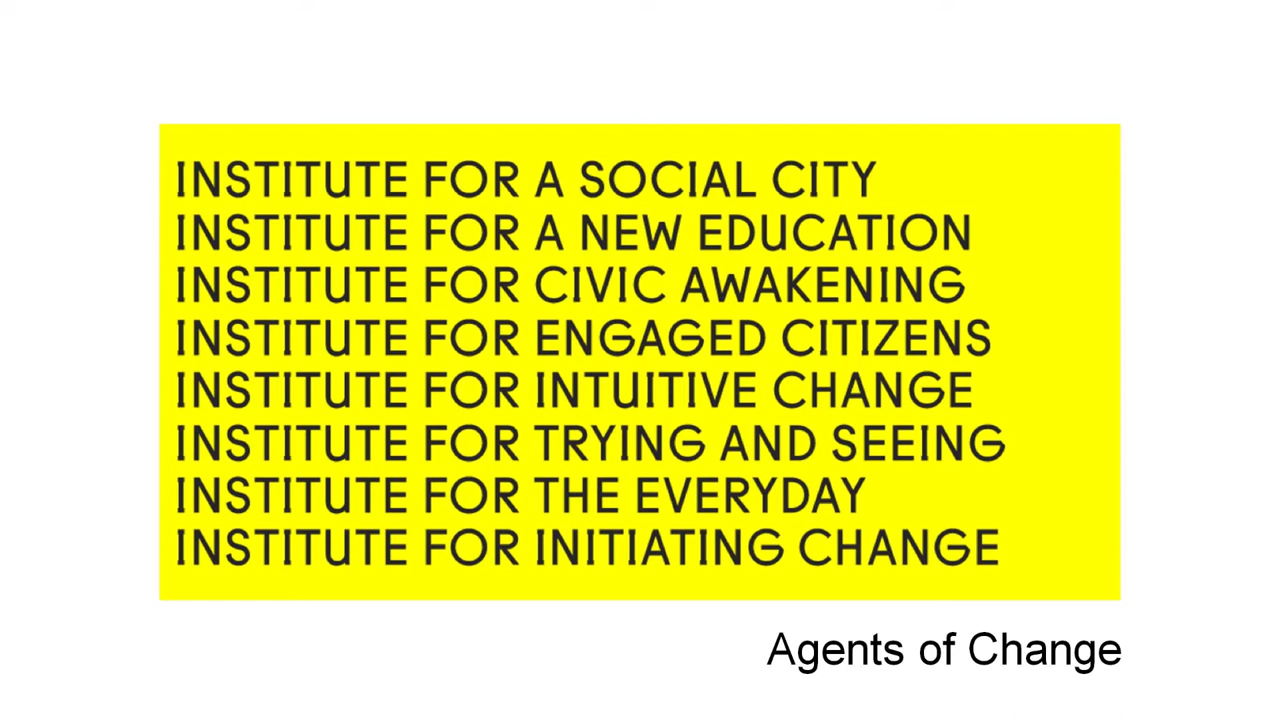 INSTITUTE FOR A SOCIAL CITY
INSTITUTE FOR A NEW EDUCATION
INSTITUTE FOR CIVIC AWAKENING
INSTITUTE FOR ENGAGED CITIZENS
INSTITUTE FOR INTUITIVE CHANGE
INSTITUTE FOR TRYING AND SEEING
INSTITUTE FOR THE EVERYDAY
INSTITUTE FOR INITIATING CHANGE
Agents of Change